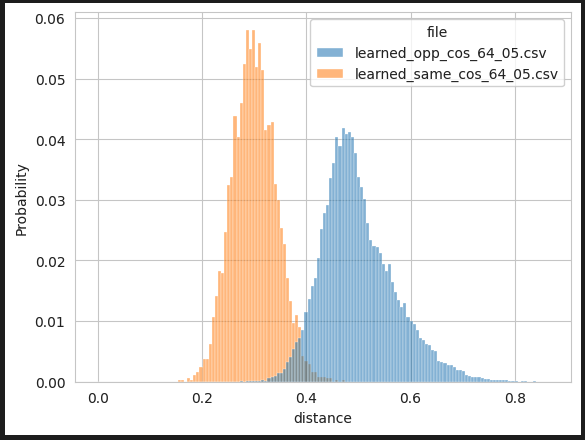 file
learned_opp_cos_64_05.csv
learned_same_cos_64_05.csv
Probability
0.06
0.05
0.04
0.03
0.02
0.01
0.00
0.0 0.2 0.4 0.6 0.8
distance